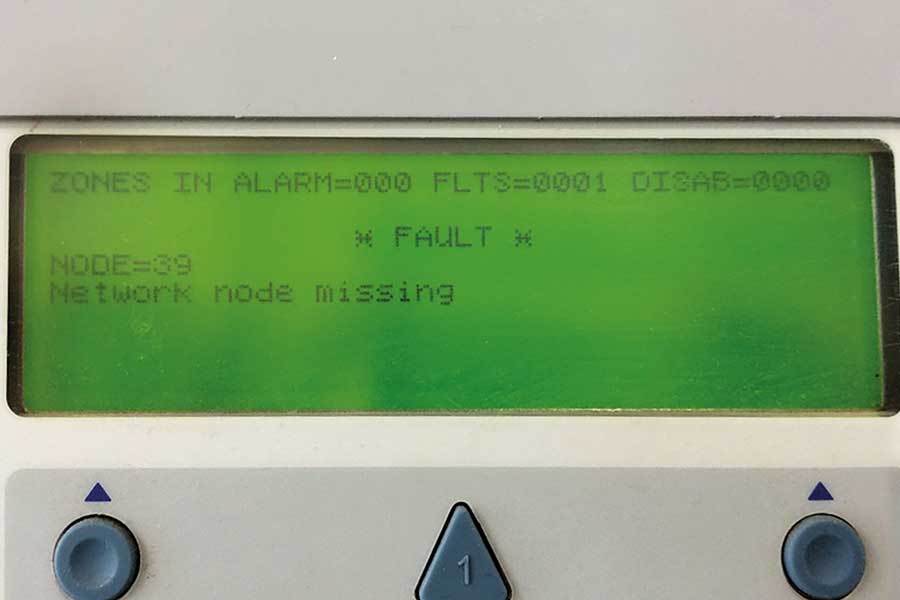 ZONES IN ALARM=000 FLTS=0001 DISAB=0000
* FAULT *
NODE=39
Network node missing
1